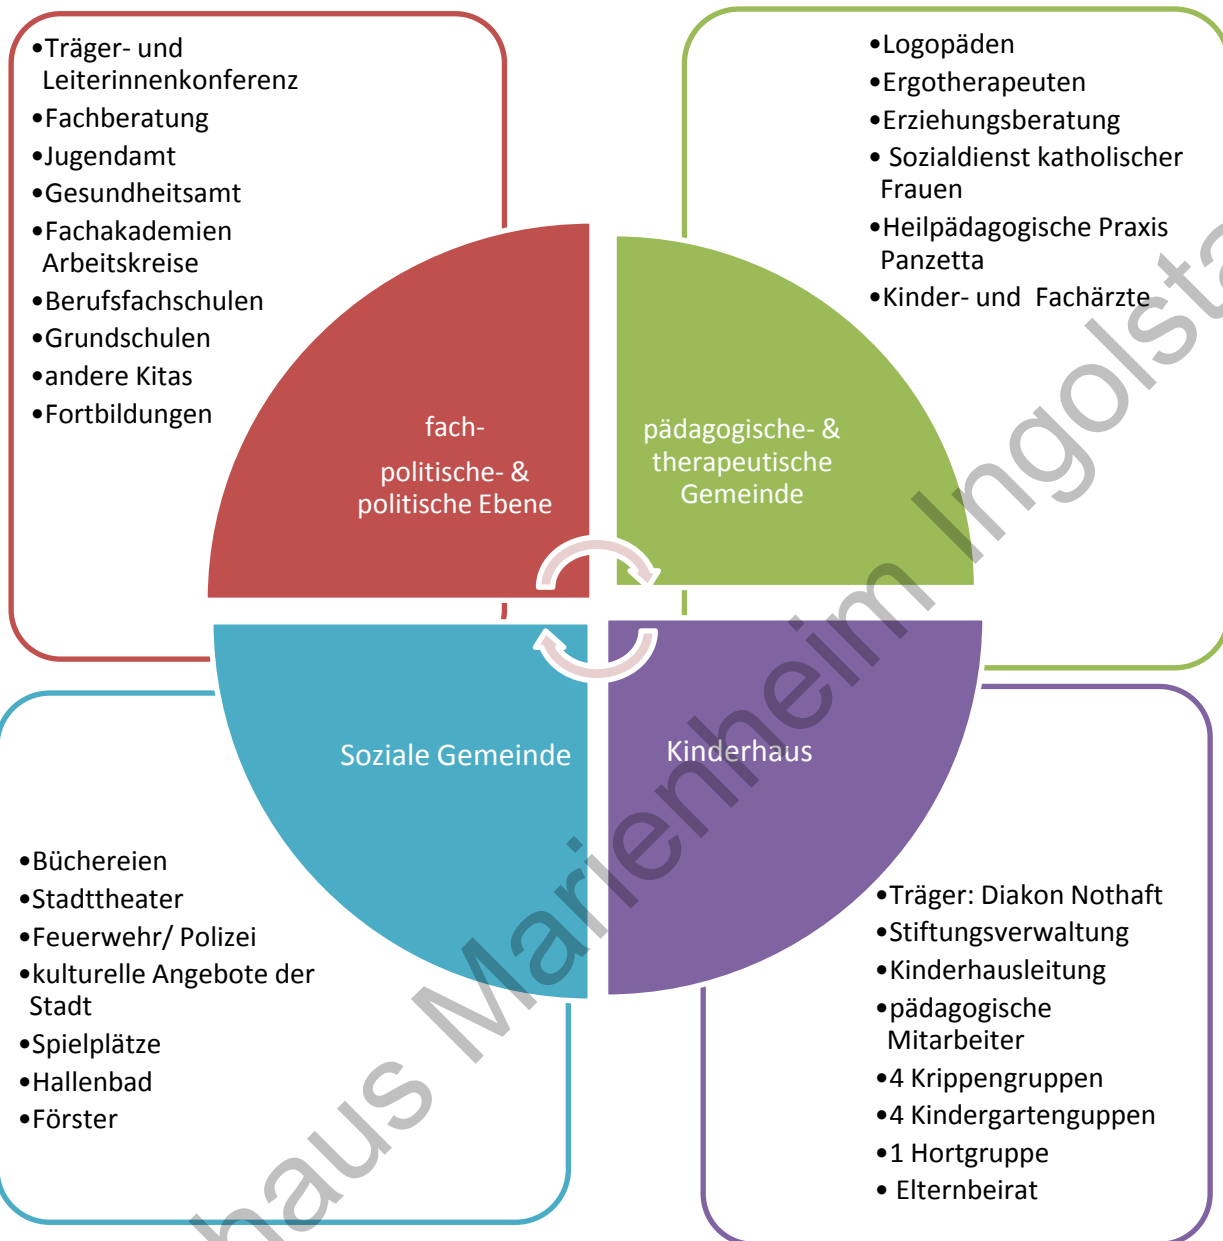 •Träger- und
Leiterinnenkonferenz
•Fachberatung
•Jugendamt
•Gesundheitsamt
•Fachakademien
Arbeitskreise
•Berufsfachschulen
•Grundschulen
•andere Kitas
•Fortbildungen
•Logopäden
•Ergotherapeuten
•Erziehungsberatung
• Sozialdienst katholischer
Frauen
•Heilpädagogische Praxis
Panzetta
•Kinder- und Fachärzte
fach-
politische- &
politische Ebene
pädagogische- &
therapeutische
Gemeinde
Soziale Gemeinde
Kinderhaus
•Büchereien
•Stadttheater
•Feuerwehr/ Polizei
•kulturelle Angebote der
Stadt
•Spielplätze
•Hallenbad
•Förster
•Träger: Diakon Nothaft
•Stiftungsverwaltung
•Kinderhausleitung
•pädagogische
Mitarbeiter
•4 Krippengruppen
•4 Kindergartenguppen
•1 Hortgruppe
• Elternbeirat
haus Marienheim Ingolsta